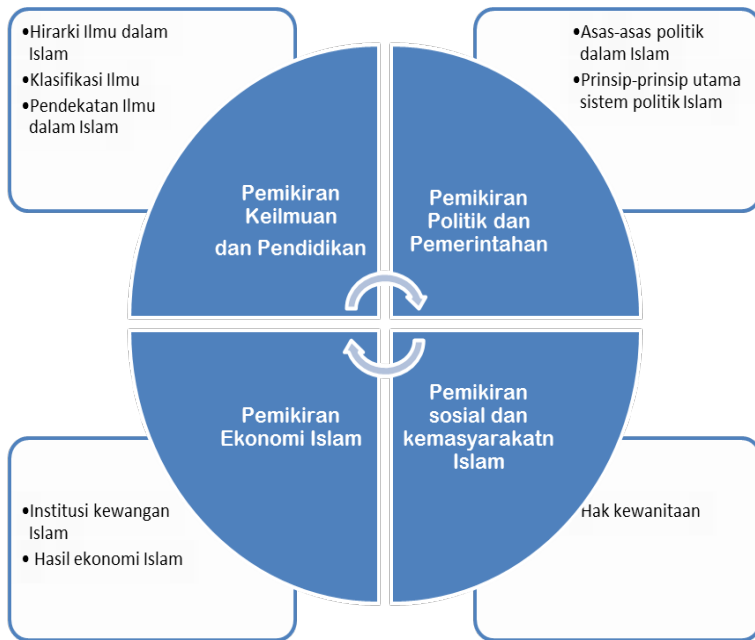 •Hirarki Ilmu dalam
Islam
•Klasifikasi Ilmu
•Pendekatan Ilmu
dalam Islam
•Asas-asas politik
dalam Islam
•Prinsip-prinsip utama
sistem politik Islam
Pemikiran
Keilmuan
dan Pendidikan
Pemikiran
Politik dan
Pemerintahan
Pemikiran
Ekonomi Islam
Pemikiran
sosial dan
kemasyarakatn
Islam
•Institusi kewangan
Islam
• Hasil ekonomi Islam
Hak kewanitaan